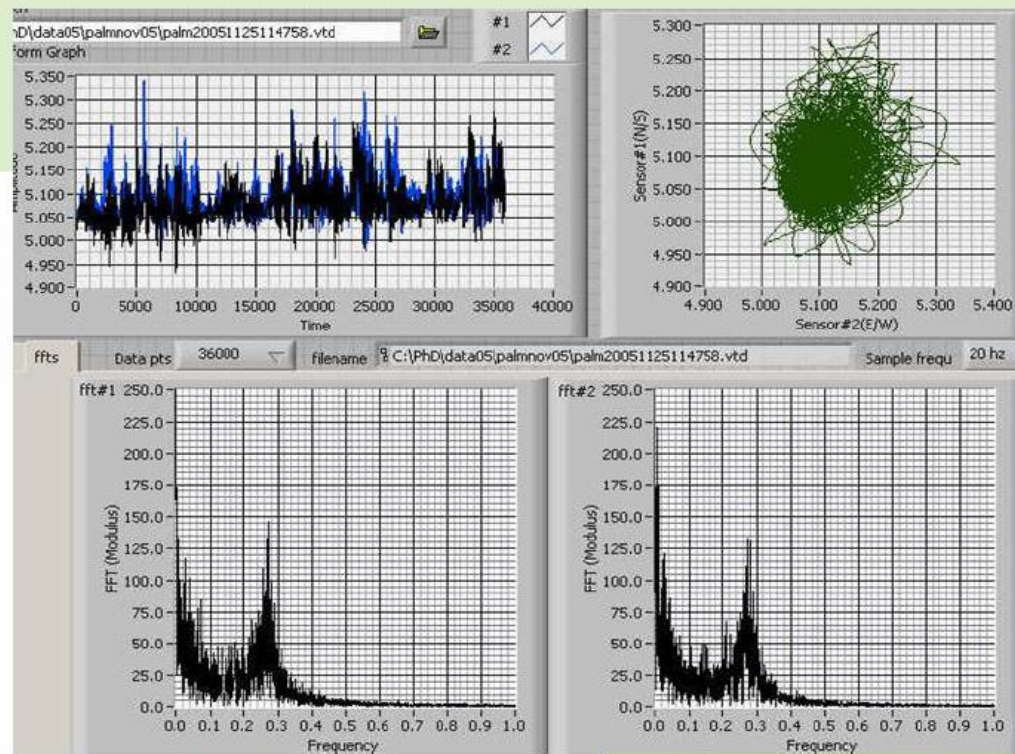 hD\data05\palmnov05\palm20051125114758.vtd
#1
#2
form Graph
5.350
5.300
5.250
5.200
5.150
5.100
5.050
5.000
4.950
4.900
0 5000 10000 15000 20000 25000 30000 35000 40000
Time
Sensor#1(N/S)
5.300
5.250
5.200
5.150
5.100
5.050
5.000
4.950
4.900
4.900 5.000 5.100 5.200 5.300 5.400
Sensor#2(E/W)
ffts Data pts 36000 filename C:\PhD\data05\palmnov05\palm20051125114758.vtd Sample frequ 20 hz
fft#1
FFT (Modulus)
250.0
225.0
200.0
175.0
150.0
125.0
100.0
75.0
50.0
25.0
0.0
0.0 0.1 0.2 0.3 0.4 0.5 0.6 0.7 0.8 0.9 1.0
Frequency
fft#2
FFT (Modulus)
250.0
225.0
200.0
175.0
150.0
125.0
100.0
75.0
50.0
25.0
0.0
0.0 0.1 0.2 0.3 0.4 0.5 0.6 0.7 0.8 0.9 1.0
Frequency